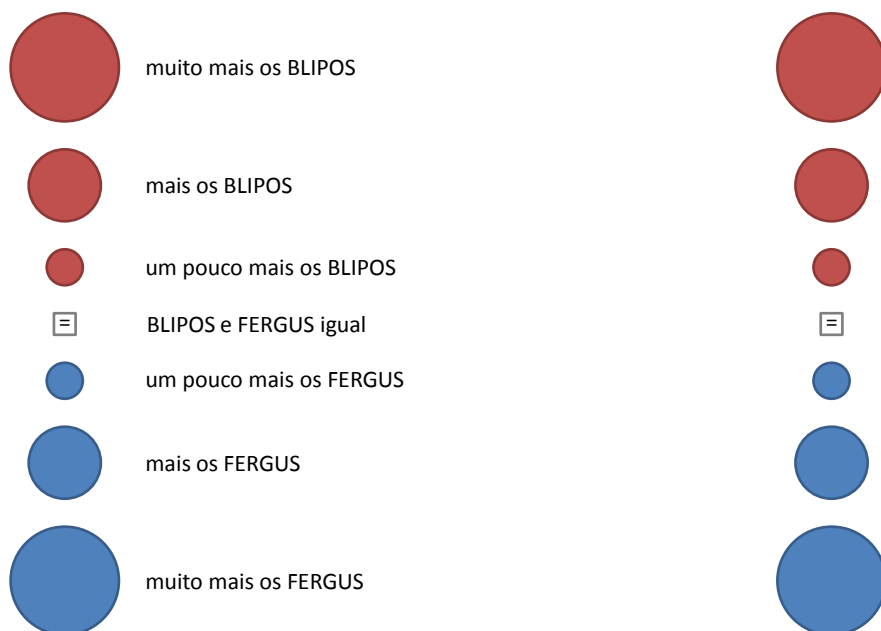 muito mais os BLIPOS
mais os BLIPOS
um pouco mais os BLIPOS
= BLIPOS e FERGUS igual =
um pouco mais os FERGUS
mais os FERGUS
muito mais os FERGUS